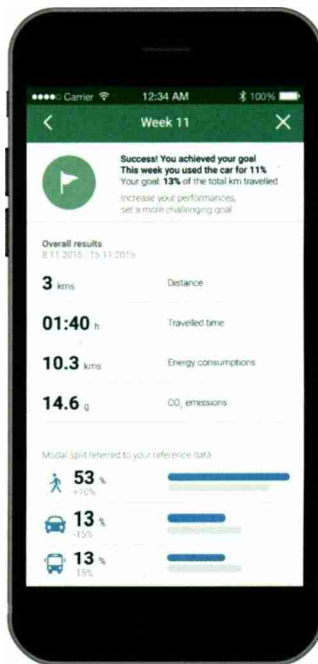 Carrier 12:34 AM 100%
Week 11
Success! You achieved your goal
This week you used the car for 11%
Your goal: 13% of the total km travelled
Increase your performances,
set a more challenging goal
Overall results
8.11.2015 - 15.11.2015
3 kms Distance
01:40 h Travelled time
10.3 kms Energy consumptions
14.6 g CO₂ emissions
Modal split referred to your reference data
53 %
+10%
13 %
-15%
13 %
15%